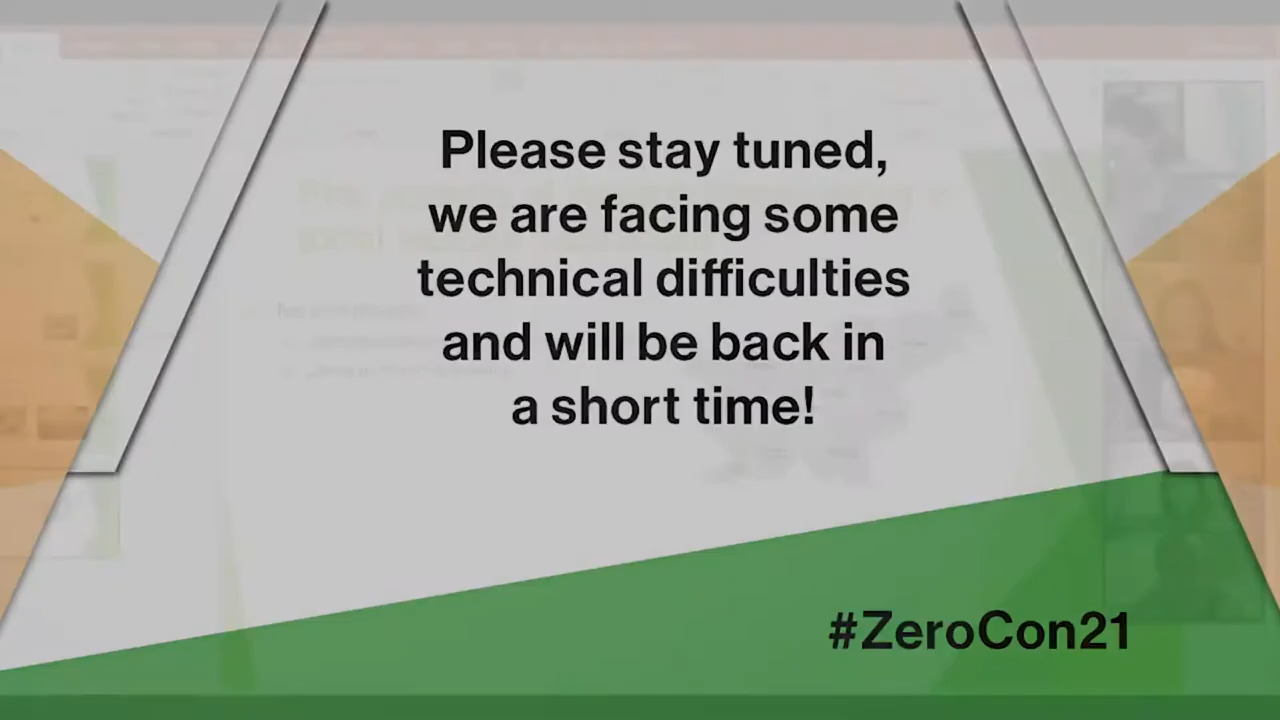 Please stay tuned,
we are facing some
technical difficulties
and will be back in
a short time!
#ZeroCon21